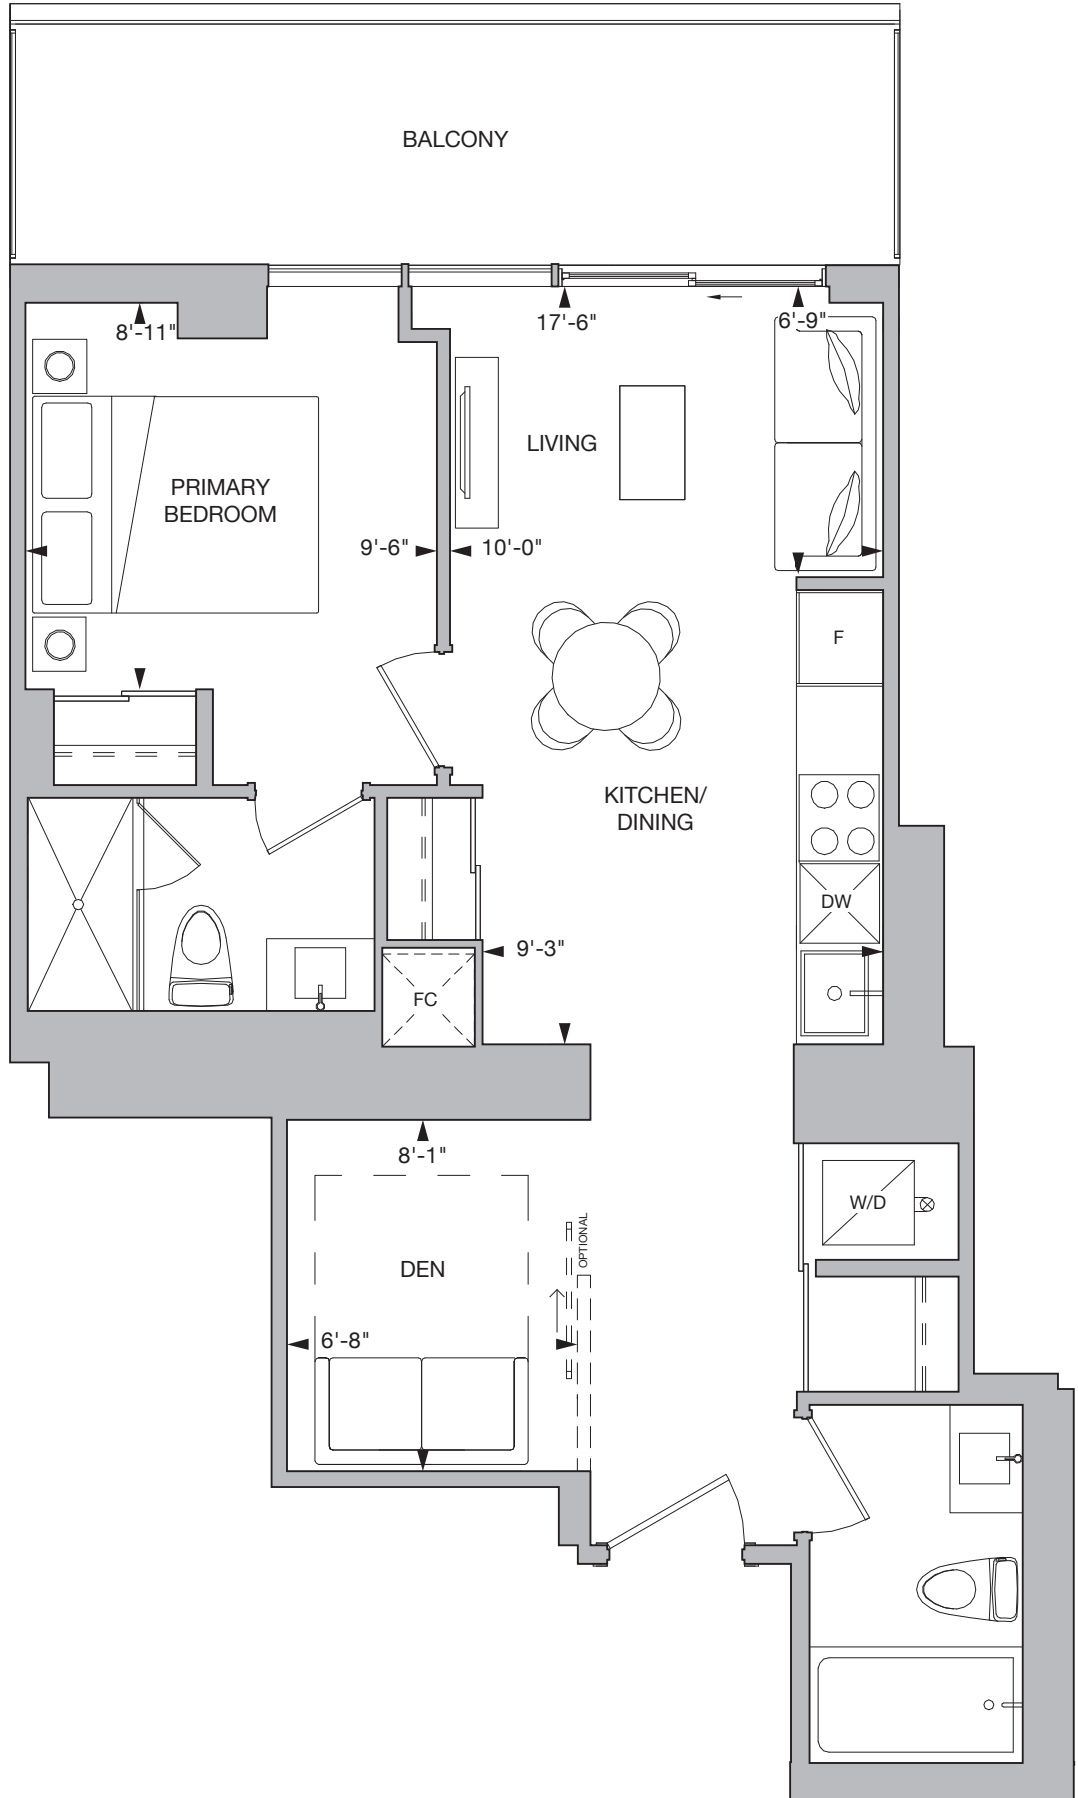 BALCONY
8'-11"
17'-6"
6'-9"
LIVING
PRIMARY
BEDROOM
9'-6"
10'-0"
F
KITCHEN/
DINING
DW
9'-3"
FC
8'-1"
W/D
OPTIONAL
DEN
6'-8"